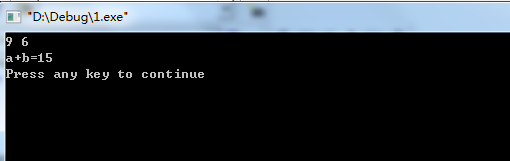 "D:\Debug\1.exe"
9 6
a+b=15
Press any key to continue